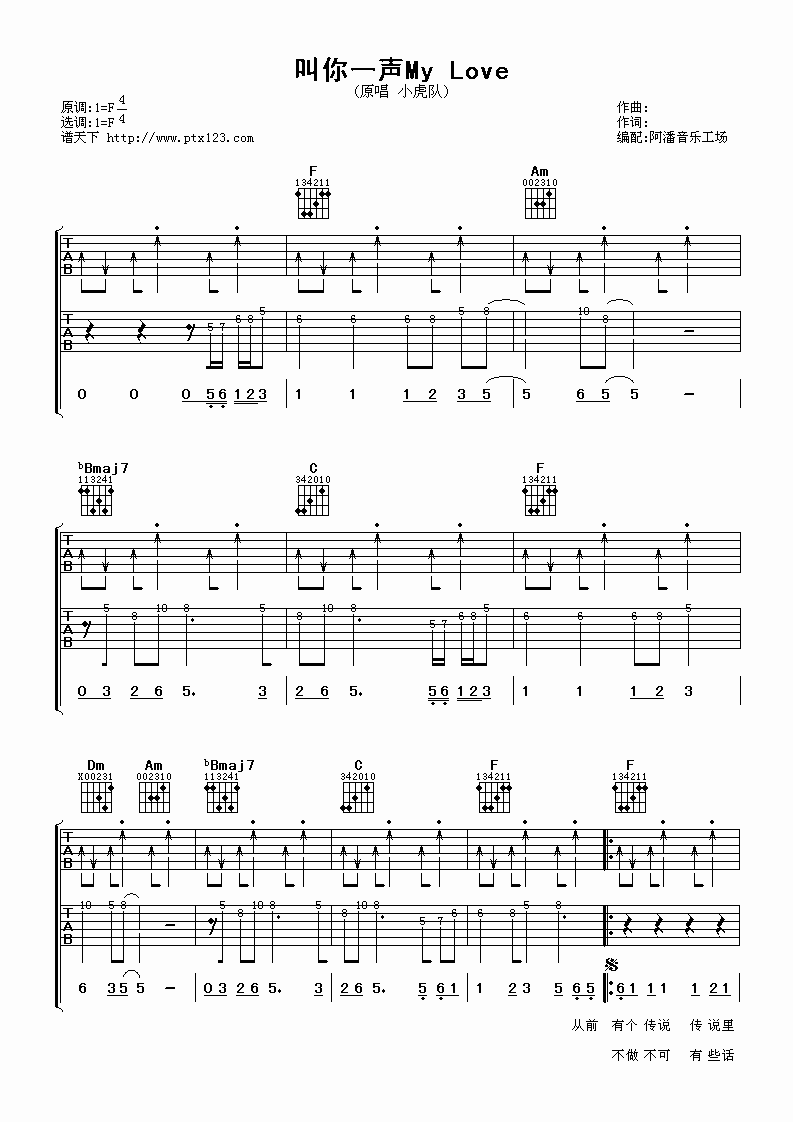 叫你一声My Love
(原唱 小虎队)
原调:1=F 4
选调:1=F 4
谱天下 http://www.ptx123.com
作曲:
作词:
编配:阿潘音乐工场
F Am
134211 002310
T A B
5 7 6 8 5 6 6 6 8 5 8 10 8
T A B
0 0 0 5 6 1 2 3 1 1 1 2 3 5 5 6 5 5 -
bBmaj7 C F
113241 342010 134211
T A B
5 8 10 8. 5 8 10 8. 5 7 6 8 5 6 6 6 8 5
T A B
0 3 2 6 5. 3 2 6 5. 5 6 1 2 3 1 1 1 2 3
Dm Am bBmaj7 C F F
X00231 002310 113241 342010 134211 134211
T A B
10 5 8 5 8 10 8. 5 8 10 8. 5 7 6 6 8 5 8
T A B
6 3 5 5 - 0 3 2 6 5. 3 2 6 5. 5 6 1 1 2 3 5 6 5 6 1 1 1 1 2 1
从前 有个 传说 传 说里
不做 不可 有 些话